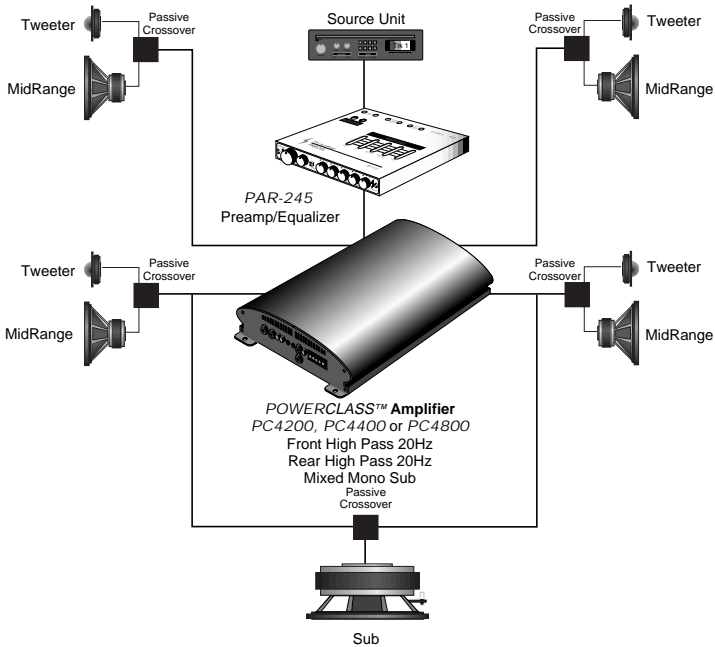 Tweeter
Passive
Crossover
MidRange
Source Unit
Trk 1
Passive
Crossover
Tweeter
MidRange
PAR-245
Preamp/Equalizer
Tweeter
Passive
Crossover
MidRange
Passive
Crossover
Tweeter
MidRange
POWERCLASS™ Amplifier
PC4200, PC4400 or PC4800
Front High Pass 20Hz
Rear High Pass 20Hz
Mixed Mono Sub
Passive
Crossover
Sub